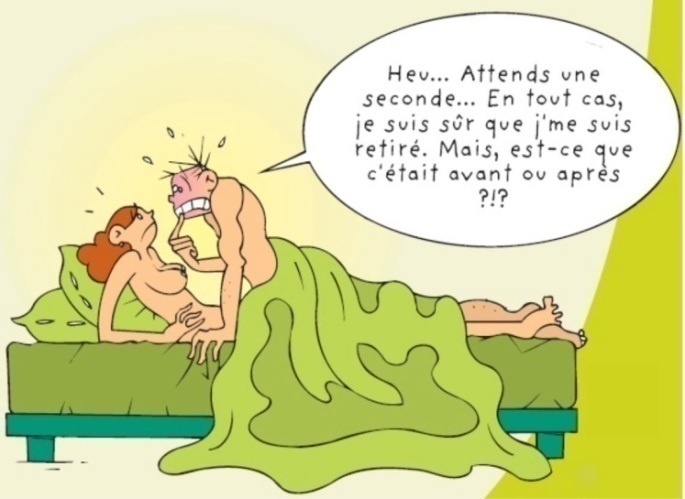 Heu... Attends une
seconde... En tout cas,
je suis sûr que j'me suis
retiré. Mais, est-ce que
c'était avant ou après
?!?